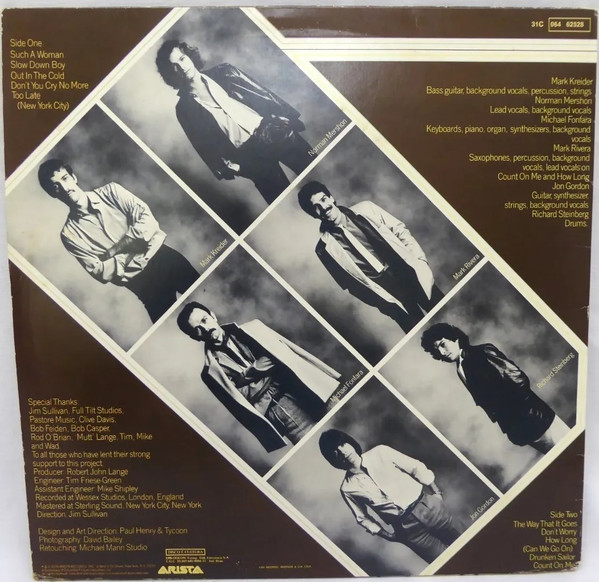 Side One
Such A Woman
Slow Down Boy
Out In The Cold
Don't You Cry No More
Too Late
(New York City)
31C 064 62528
Mark Kreider
Bass guitar, background vocals, percussion, strings
Norman Mershon
Lead vocals, background vocals
Michael Fonfara
Keyboards, piano, organ, synthesizers, background
vocals
Mark Rivera
Saxophones, percussion, background
vocals, lead vocals on
Count On Me and How Long
Jon Gordon
Guitar, synthesizer,
strings, background vocals
Richard Steinberg
Drums.
Norman Mershon
Mark Kreider
Mark Rivera
Michael Fonfara
Richard Steinberg
Jon Gordon
Special Thanks
Jim Sullivan, Full Tilt Studios,
Pastore Music, Clive Davis,
Bob Feiden, Bob Casper,
Rod O'Brian, 'Mutt' Lange, Tim, Mike
and Wad.
To all those who have lent their strong
support to this project.
Producer: Robert John Lange
Engineer: Tim Friese-Green
Assistant Engineer: Mike Shipley
Recorded at Wessex Studios, London, England
Mastered at Sterling Sound, New York City, New York
Direction: Jim Sullivan
Design and Art Direction: Paul Henry & Tycoon
Photography: David Bailey
Retouching: Michael Mann Studio
DISCO É CULTURA
ARISTA
Side Two
The Way That It Goes
Don't Worry
How Long
(Can We Go On)
Drunken Sailor
Count On Me